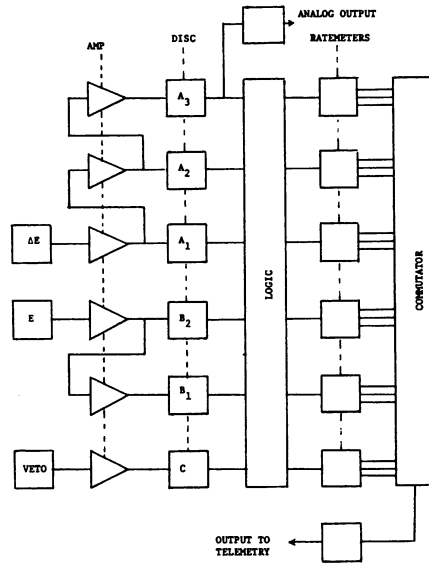 ANALOG OUTPUT
AMP
DISC
RATEMETERS
A3
A2
ΔE
A1
LOGIC
COMMUTATOR
E
B2
B1
VETO
C
OUTPUT TO
TELEMETRY